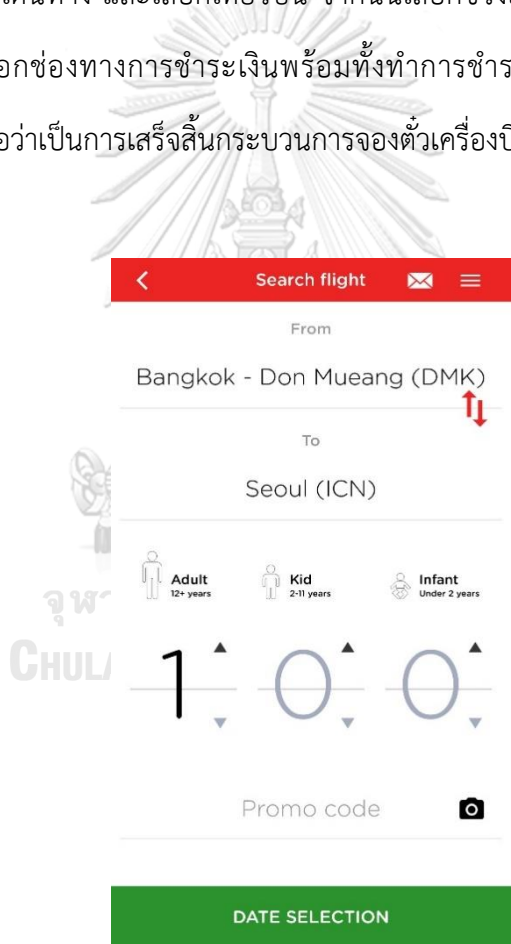 และเลือกเที่ยวบิน จากนั้นเลือกช่วง
อกช่องทางการชำระเงินพร้อมทั้งทำการชำร
อว่าเป็นการเสร็จสิ้นกระบวนการจองตั๋วเครื่องบิ
Search flight
From
Bangkok - Don Mueang (DMK)
To
Seoul (ICN)
Adult
12+ years
Kid
2-11 years
Infant
Under 2 years
1 0 0
จุฬา
CHULA
Promo code
DATE SELECTION